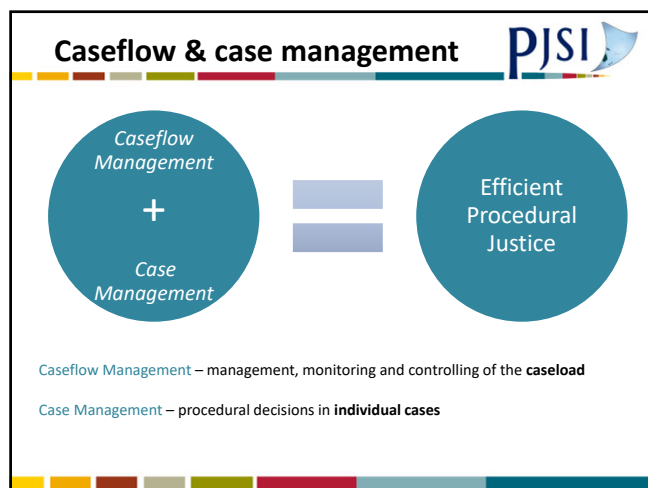 Caseflow & case management
PJSI
Caseflow
Management
+
Case
Management
Efficient
Procedural
Justice
Caseflow Management – management, monitoring and controlling of the caseload
Case Management – procedural decisions in individual cases